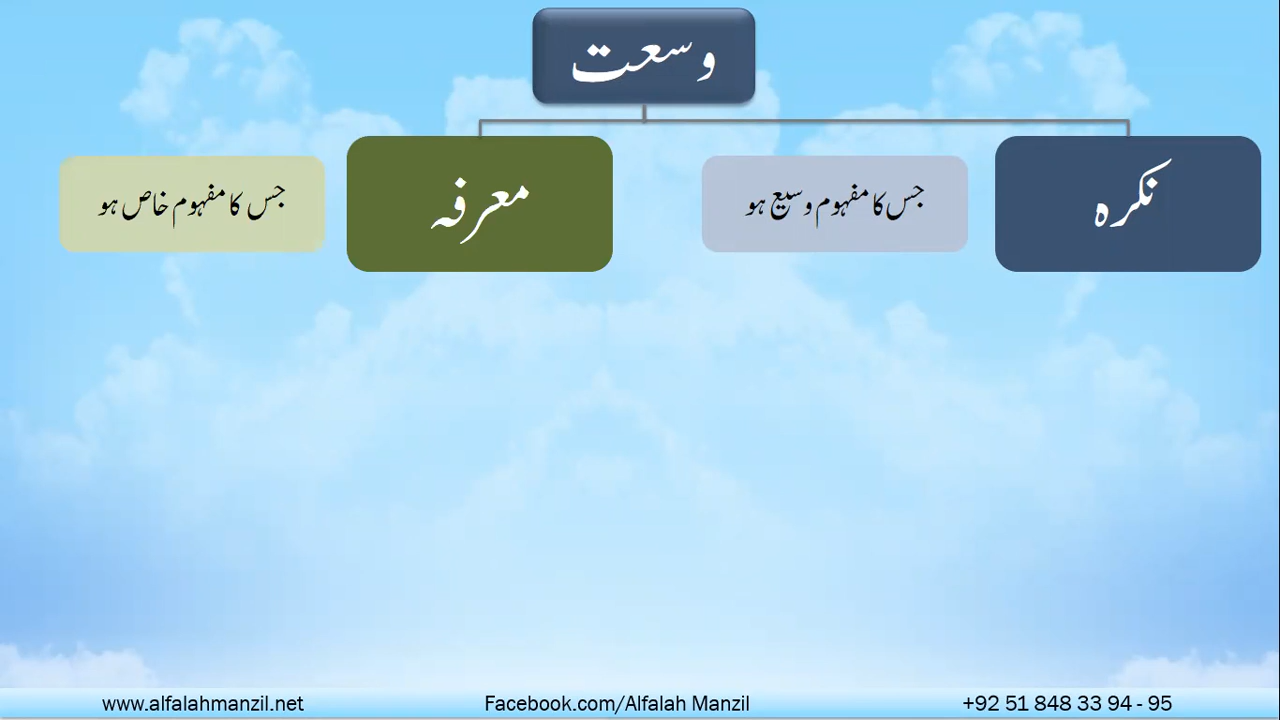 وسعت
نکرہ
جس کا مفہوم وسیع ہو
معرفہ
جس کا مفہوم خاص ہو
www.alfalahmanzil.net
Facebook.com/Alfalah Manzil
+92 51 848 33 94 - 95